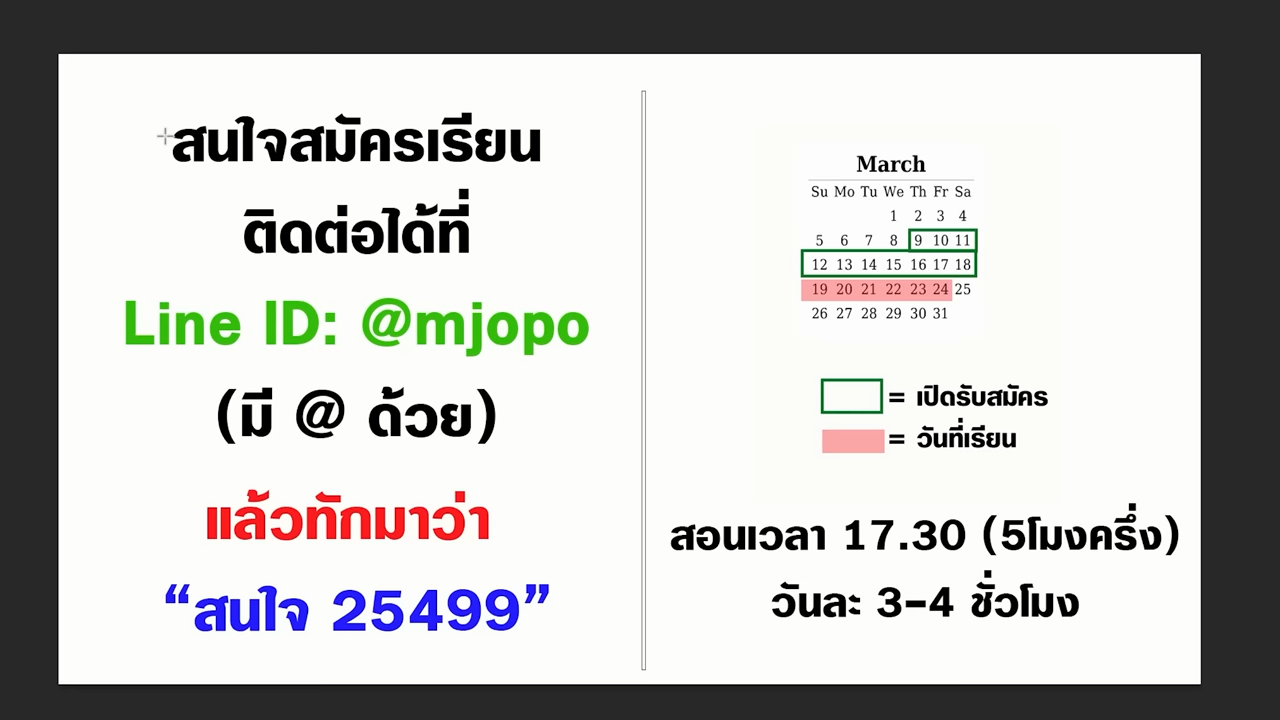 สนใจสมัครเรียน
ติดต่อได้ที่
Line ID: @mjopo
(มี @ ด้วย)
แล้วทักมาว่า
“สนใจ 25499”
March
Su Mo Tu We Th Fr Sa
1 2 3 4
5 6 7 8 9 10 11
12 13 14 15 16 17 18
19 20 21 22 23 24 25
26 27 28 29 30 31
= เปิดรับสมัคร
= วันที่เรียน
สอนเวลา 17.30 (5โมงครึ่ง)
วันละ 3-4 ชั่วโมง